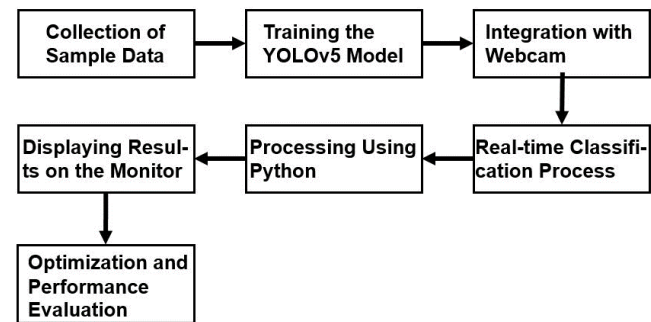 Collection of
Sample Data
Training the
YOLOv5 Model
Integration with
Webcam
Real-time Classifi-
cation Process
Processing Using
Python
Displaying Resul-
ts on the Monitor
Optimization and
Performance
Evaluation